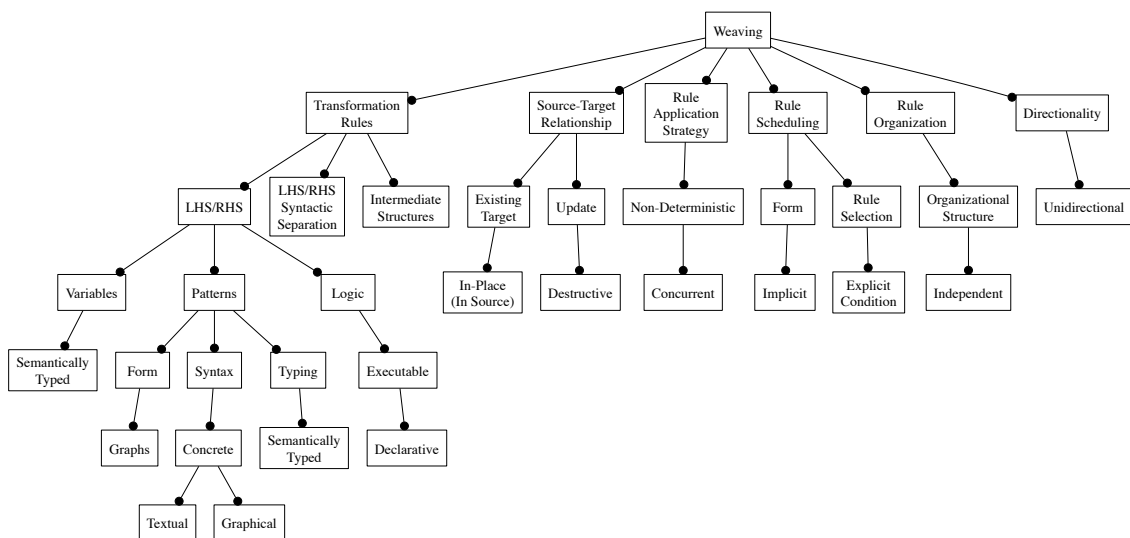 Weaving
Transformation
Rules
Source-Target
Relationship
Rule
Application
Strategy
Rule
Scheduling
Rule
Organization
Directionality
LHS/RHS
LHS/RHS
Syntactic
Separation
Intermediate
Structures
Existing
Target
Update
Non-Deterministic
Form
Rule
Selection
Organizational
Structure
Unidirectional
Variables
Patterns
Logic
In-Place
(In Source)
Destructive
Concurrent
Implicit
Explicit
Condition
Independent
Semantically
Typed
Form
Syntax
Typing
Executable
Graphs
Concrete
Semantically
Typed
Declarative
Textual
Graphical